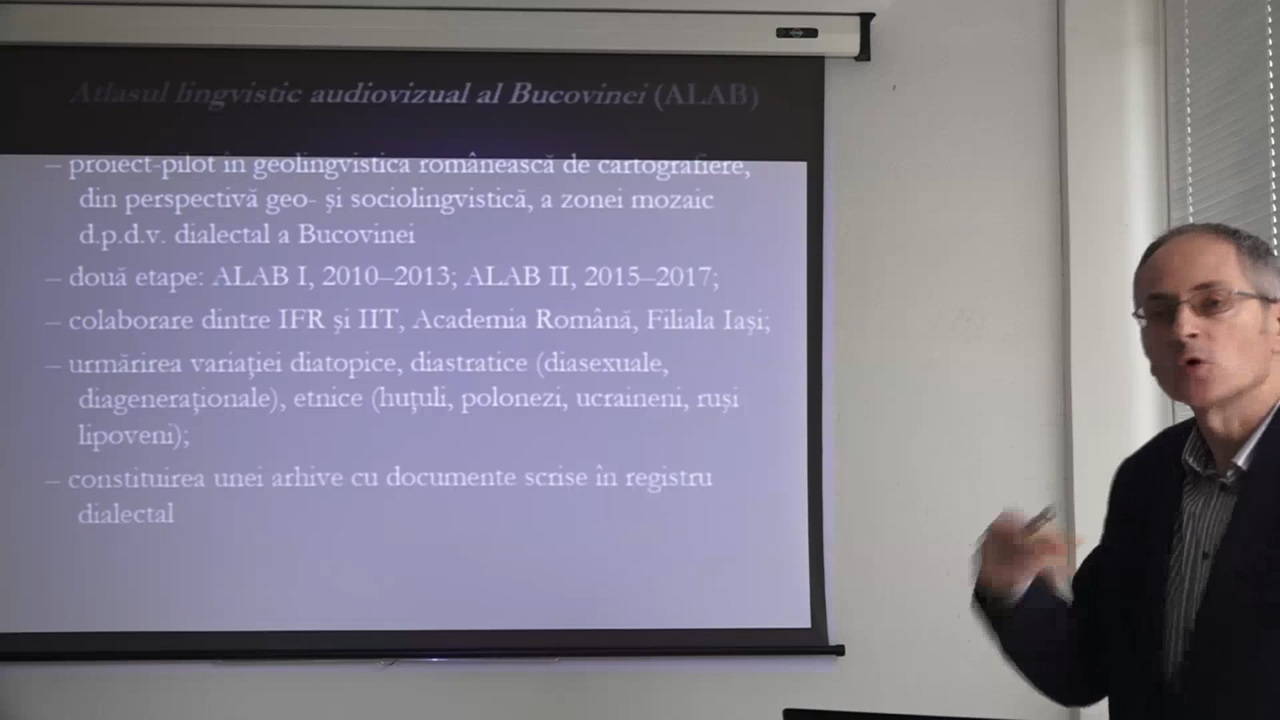 Atlasul lingvistic audiovizual al Bucovinei (ALAB)
– proiect-pilot în geolingvistica românească de cartografiere,
din perspectivă geo- și sociolingvistică, a zonei mozaic
d.p.d.v. dialectal a Bucovinei
– două etape: ALAB I, 2010–2013; ALAB II, 2015–2017;
– colaborare dintre IFR și IIT, Academia Română, Filiala Iași;
– urmărirea variației diatopice, diastratice (diasexuale,
diageneraționale), etnice (huțuli, polonezi, ucraineni, ruși
lipoveni);
– constituirea unei arhive cu documente scrise în registru
dialectal